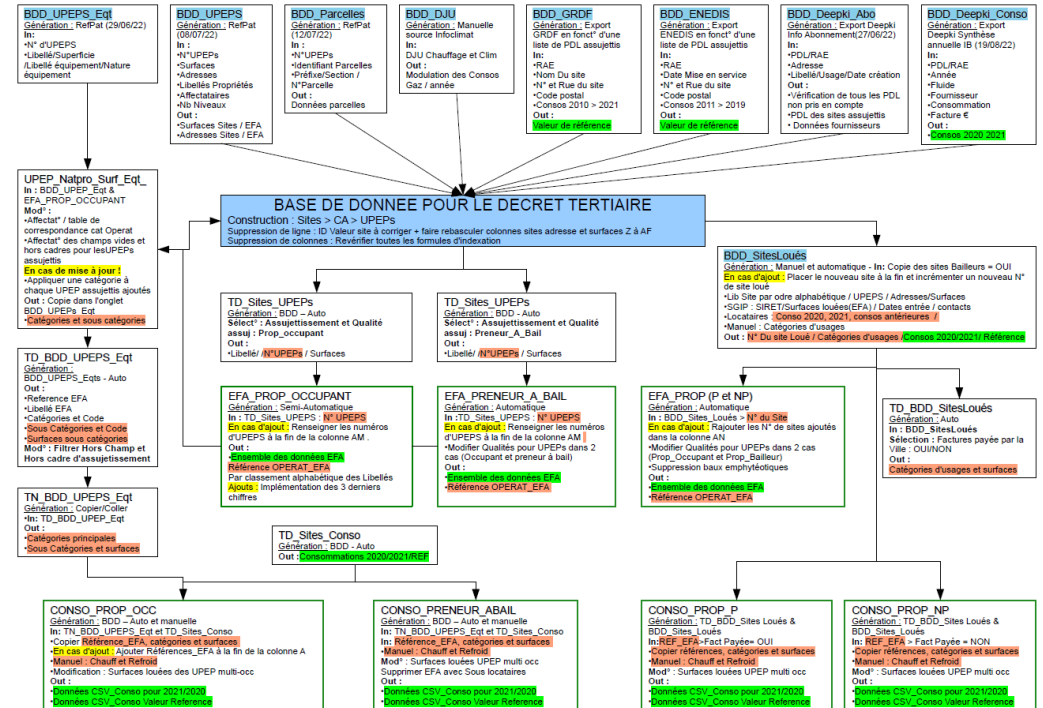 BDD_UPEPS_Eqt
Génération : RefPat (29/06/22)
In:
•N° d'UPEPS
•Libellé/Superficie
/Libellé équipement/Nature
équipement
BDD_UPEPS
Génération : RefPat
(08/07/22)
In :
•N°UPEPs
•Surfaces
•Adresses
•Libellés Propriétés
•Affectataires
•Nb Niveaux
Out :
•Surfaces Sites / EFA
•Adresses Sites / EFA
BDD_Parcelles
Génération : RefPat
(12/07/22)
In :
•N°UPEPs
•Identifiant Parcelles
•Préfixe/Section /
N°Parcelle
Out :
Données parcelles
BDD_DJU
Génération : Manuelle
source Infoclimat
In:
DJU Chauffage et Clim
Out :
Modulation des Consos
Gaz / année
BDD_GRDF
Génération : Export
GRDF en fonct° d'une
liste de PDL assujettis
In:
•RAE
•Nom Du site
•N° et Rue du site
•Code postal
•Consos 2010 > 2021
Out :
Valeur de référence
BDD_ENEDIS
Génération : Export
ENEDIS en fonct° d'une
liste de PDL assujettis
In:
•RAE
•Date Mise en service
•N° et Rue du site
•Code postal
•Consos 2011 > 2019
Out :
Valeur de référence
BDD_Deepki_Abo
Génération : Export Deepki
Info Abonnement(27/06/22)
In :
•PDL/RAE
•Adresse
•Libellé/Usage/Date création
Out :
•Vérification de tous les PDL
non pris en compte
•PDL des sites assujettis
• Données fournisseurs
BDD_Deepki_Conso
Génération : Export
Deepki Synthèse
annuelle IB (19/08/22)
In:
•PDL/RAE
•Année
•Fluide
•Fournisseur
•Consommation
•Facture €
Out :
•Consos 2020 2021
UPEP_Natpro_Surf_Eqt_
In : BDD_UPEP_Eqt &
EFA_PROP_OCCUPANT
Mod° :
•Affectat° / table de
correspondance cat Operat
•Affectat° des champs vides et
hors cadres pour lesUPEPs
assujettis
En cas de mise à jour !
•Appliquer une catégorie à
chaque UPEP assujettis ajoutés
Out : Copie dans l'onglet
BDD_UPEPs_Eqt
•Catégories et sous catégories
BASE DE DONNEE POUR LE DECRET TERTIAIRE
Construction : Sites > CA > UPEPs
Suppression de ligne : ID Valeur site à corriger + faire rebasculer colonnes sites adresse et surfaces Z à AF
Suppression de colonnes : Revérifier toutes les formules d'indexation
BDD_SitesLoués
Génération : Manuel et automatique - In: Copie des sites Bailleurs = OUI
En cas d'ajout : Placer le nouveau site à la fin et incrémenter un nouveau N°
de site loué
•Lib Site par odre alphabétique / UPEPS / Adresses/Surfaces
•SGIP : SIRET/Surfaces louées(EFA) / Dates entrée / contacts
•Locataires : Conso 2020, 2021, consos antérieures /
•Manuel : Catégories d'usages
Out : N° Du site Loué / Catégories d'usages /Consos 2020/2021/ Référence
TD_Sites_UPEPs
Génération : BDD – Auto
Sélect° : Assujettissement et Qualité
assuj : Prop_occupant
Out :
•Libellé/ /N°UPEPs / Surfaces
TD_Sites_UPEPs
Génération : BDD – Auto
Sélect° : Assujettissement et Qualité
assuj : Preneur_A_Bail
Out :
•Libellé/ /N°UPEPs / Surfaces
TD_BDD_UPEPS_Eqt
Génération :
BDD_UPEPS_Eqts - Auto
Out :
•Reference EFA
•Libellé EFA
•Catégories et Code
•Sous Catégories et Code
•Surfaces sous catégories
Mod° : Filtrer Hors Champ et
Hors cadre d'assujetissement
EFA_PROP_OCCUPANT
Génération : Semi-Automatique
In : TD_Sites_UPEPS : N° UPEPS
En cas d'ajout : Renseigner les numéros
d'UPEPS à la fin de la colonne AM .
Out :
•Ensemble des données EFA
Référence OPERAT_EFA
Par classement alphabétique des Libellés
Ajouts : Implémentation des 3 derniers
chiffres
EFA_PRENEUR_A_BAIL
Génération : Automatique
In :TD_Sites_UPEPS : N° UPEPS
En cas d'ajout : Renseigner les numéros
d'UPEPS à la fin de la colonne AM
•Modifier Qualités pour UPEPs dans 2
cas (Occupant et preneur à bail)
Out :
•Ensemble des données EFA
•Référence OPERAT_EFA
EFA_PROP (P et NP)
Génération : Automatique
In : BDD_Sites_Loués > N° du Site
En cas d'ajout : Rajouter les N° de sites ajoutés
dans la colonne AN
•Modifier Qualités pour UPEPs dans 2 cas
(Prop_Occupant et Prop_Bailleur)
•Suppression baux emphytéotiques
Out :
•Ensemble des données EFA
•Référence OPERAT_EFA
TD_BDD_SitesLoués
Génération : Auto
In : BDD_SitesLoués
Sélection : Factures payée par la
Ville : OUI/NON
Out :
Catégories d'usages et surfaces
TN_BDD_UPEPS_Eqt
Génération : Copier/Coller
•In: TD_BDD_UPEP_Eqt
Out :
•Catégories principales
•Sous Catégories et surfaces
TD_Sites_Conso
Génération : BDD - Auto
Out :Consommations 2020/2021/REF
CONSO_PROP_OCC
Génération : BDD – Auto et manuelle
In: TN_BDD_UPEPS_Eqt et TD_Sites_Conso
•Copier Référence_EFA, catégories et surfaces
•En cas d'ajout : Ajouter Références_EFA à la fin de la colonne A
•Manuel : Chauff et Refroid
•Modification : Surfaces louées des UPEP multi-occ
Out :
•Données CSV_Conso pour 2021/2020
•Données CSV_Conso Valeur Reference
CONSO_PRENEUR_ABAIL
Génération : BDD – Auto et manuelle
In: TN_BDD_UPEPS_Eqt et TD_Sites_Conso
In: Référence_EFA, catégories et surfaces
•Manuel : Chauff et Refroid
Mod° : Surfaces louées UPEP multi occ
Supprimer EFA avec Sous locataires
Out :
•Données CSV_Conso pour 2021/2020
•Données CSV_Conso Valeur Reference
CONSO_PROP_P
Génération : TD_BDD_Sites Loués &
BDD_Sites_Loués
In:REF_EFA>Fact Payée= OUI
•Copier références, catégories et surfaces
•Manuel : Chauff et Refroid
Mod° : Surfaces louées UPEP multi occ
Out :
•Données CSV_Conso pour 2021/2020
•Données CSV_Conso Valeur Reference
CONSO_PROP_NP
Génération : TD_BDD_Sites Loués &
BDD_Sites_Loués
In: REF_EFA > Fact Payée = NON
•Copier références, catégories et surfaces
•Manuel : Chauff et Refroid
Mod° : Surfaces louées UPEP multi occ
Out :
•Données CSV_Conso pour 2021/2020
•Données CSV_Conso Valeur Reference